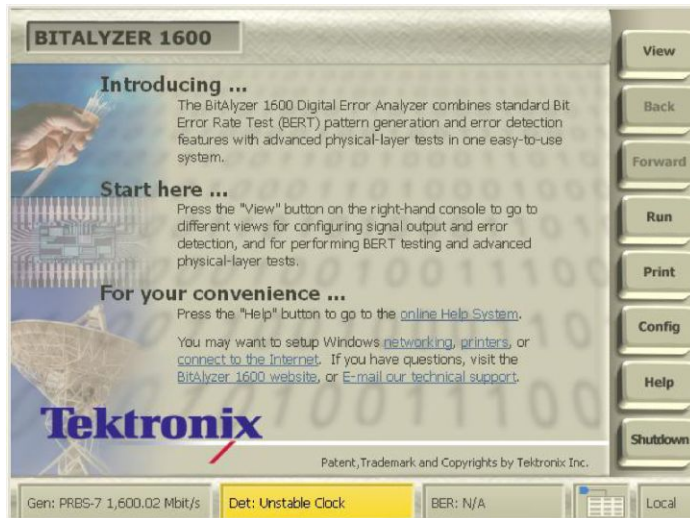 BITALYZER 1600
Introducing ...
The BitAlyzer 1600 Digital Error Analyzer combines standard Bit
Error Rate Test (BERT) pattern generation and error detection
features with advanced physical-layer tests in one easy-to-use
system.
Start here ...
Press the "View" button on the right-hand console to go to
different views for configuring signal output and error
detection, and for performing BERT testing and advanced
physical-layer tests.
For your convenience ...
Press the "Help" button to go to the online Help System.
You may want to setup Windows networking, printers, or
connect to the Internet. If you have questions, visit the
BitAlyzer 1600 website, or E-mail our technical support.
Tektronix
Patent,Trademark and Copyrights by Tektronix Inc.
View
Back
Forward
Run
Print
Config
Help
Shutdown
Gen: PRBS-7 1,600.02 Mbit/s
Det: Unstable Clock
BER: N/A
Local